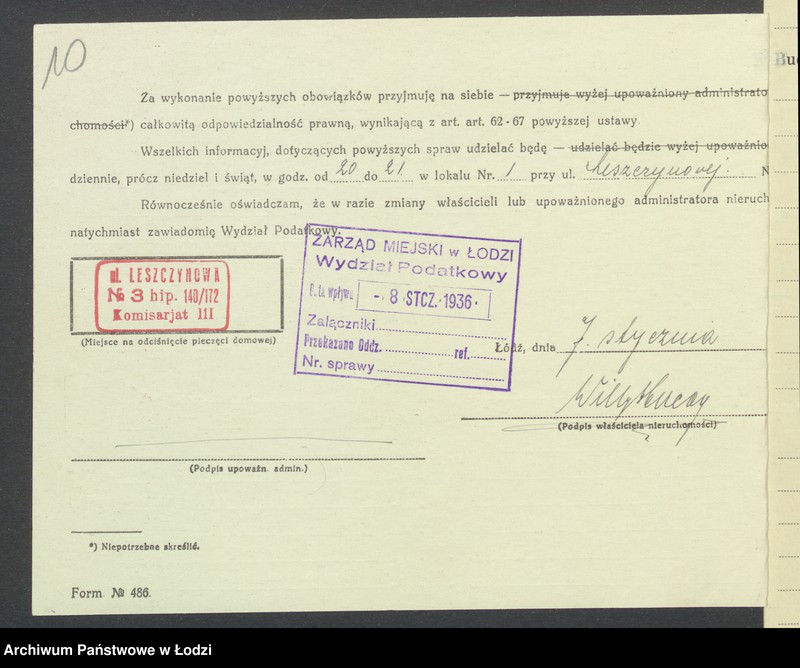 10
Bu
Za wykonanie powyższych obowiązków przyjmuję na siebie — przyjmuje wyżej upoważniony administrato
chomości*) całkowitą odpowiedzialność prawną, wynikającą z art. art. 62-67 powyższej ustawy.
Wszelkich informacyj, dotyczących powyższych spraw udzielać będę — udzielać będzie wyżej upoważnio
dziennie, prócz niedziel i świąt, w godz. od 20 do 21 w lokalu Nr. 1 przy ul. Leszczynowej. N
Równocześnie oświadczam, że w razie zmiany właścicieli lub upoważnionego administratora nieruch
natychmiast zawiadomię Wydział Podatkowy.
ul. LESZCZYNOWA
№ 3 hip. 140/172
Komisarjat III
(Miejsce na odciśnięcie pieczęci domowej)
ZARZĄD MIEJSKI w ŁODZI
Wydział Podatkowy
D.ta wpływu - 8. STCZ. 1936
Załączniki
Przekazano Oddz. ref.
Nr. sprawy
Łódź, dnia 7. stycznia
(Podpis właściciela nieruchomości)
(Podpis upoważn. admin.)
*) Niepotrzebne skreślić.
Form. № 486.
Archiwum Państwowe w Łodzi